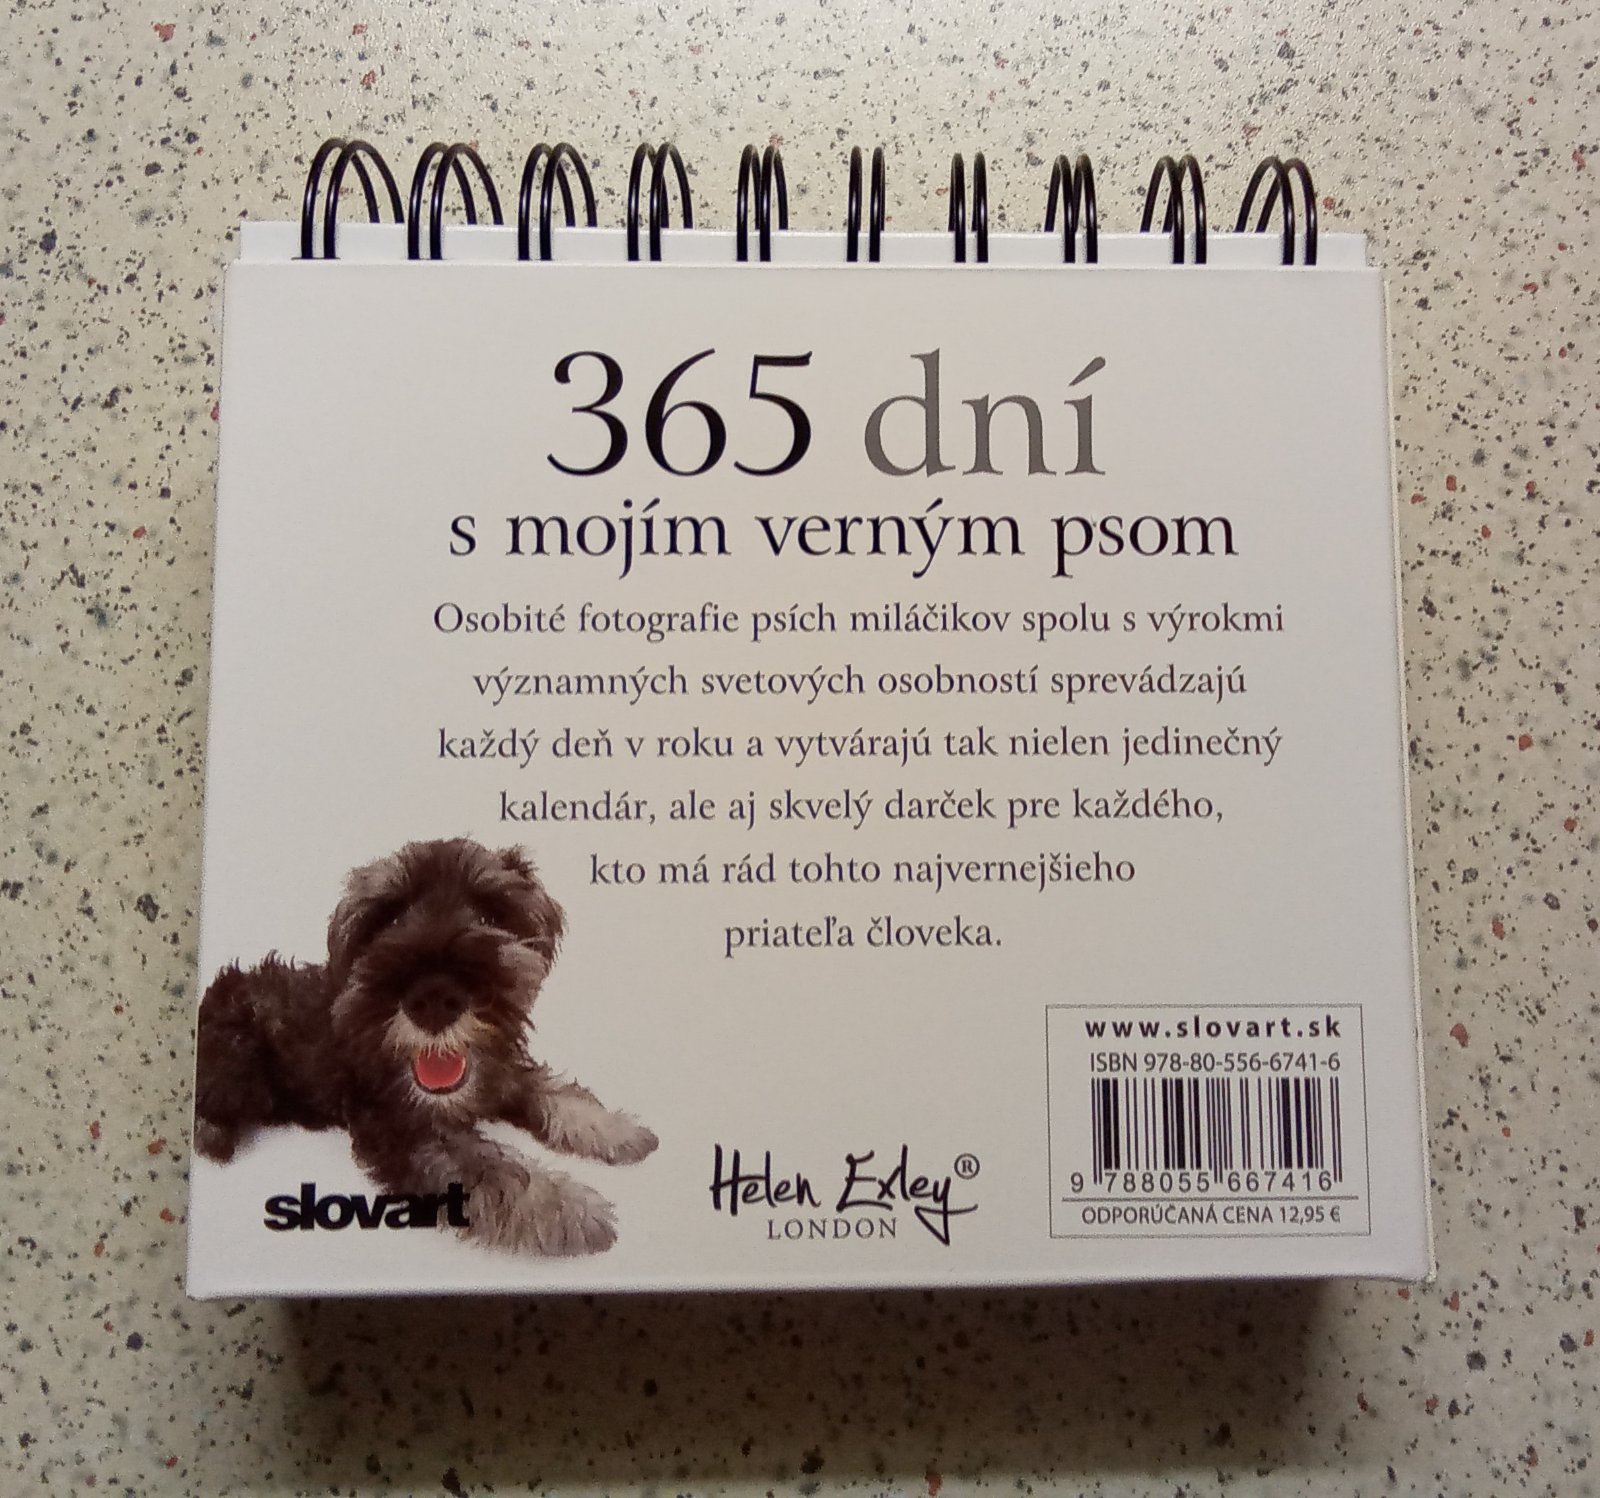 365 dní
s mojím verným psom
Osobité fotografie psích miláčikov spolu s výrokmi
významných svetových osobností sprevádzajú
každý deň v roku a vytvárajú tak nielen jedinečný
kalendár, ale aj skvelý darček pre každého,
kto má rád tohto najvernejšieho
priateľa človeka.
slovart
Helen Exley®
LONDON
www.slovart.sk
ISBN 978-80-556-6741-6
9 788055 667416
ODPORÚČANÁ CENA 12,95 €